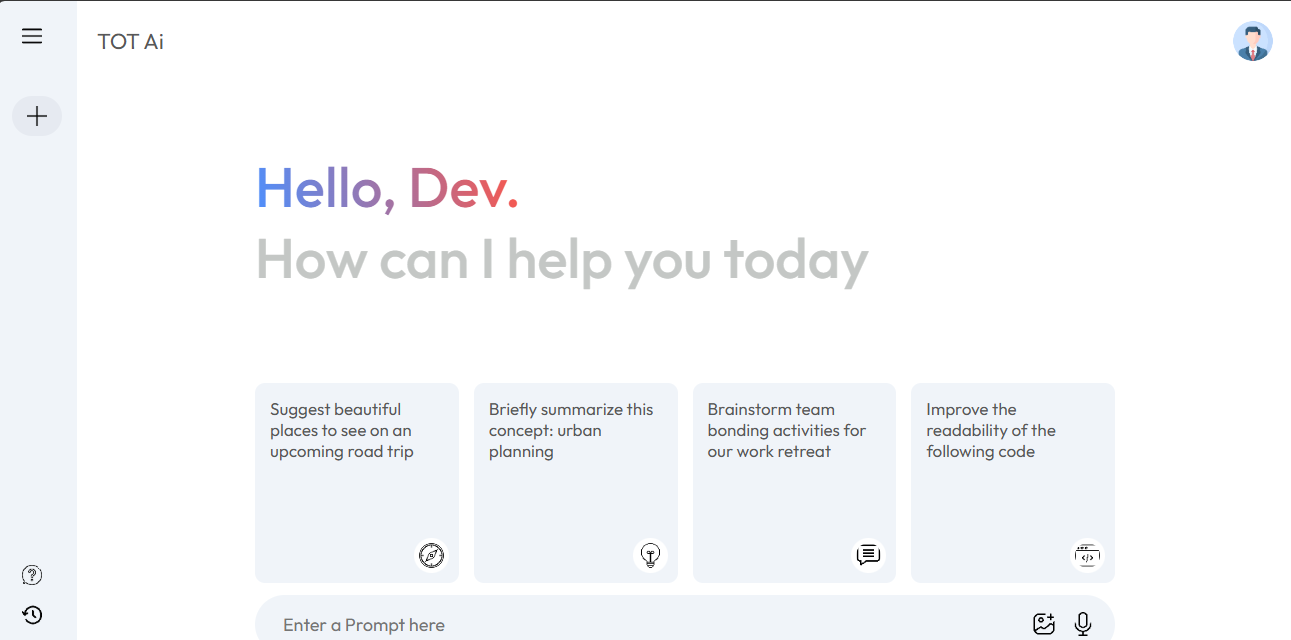 TOT Ai
Hello, Dev.
How can I help you today
Suggest beautiful
places to see on an
upcoming road trip
Briefly summarize this
concept: urban
planning
Brainstorm team
bonding activities for
our work retreat
Improve the
readability of the
following code
Enter a Prompt here